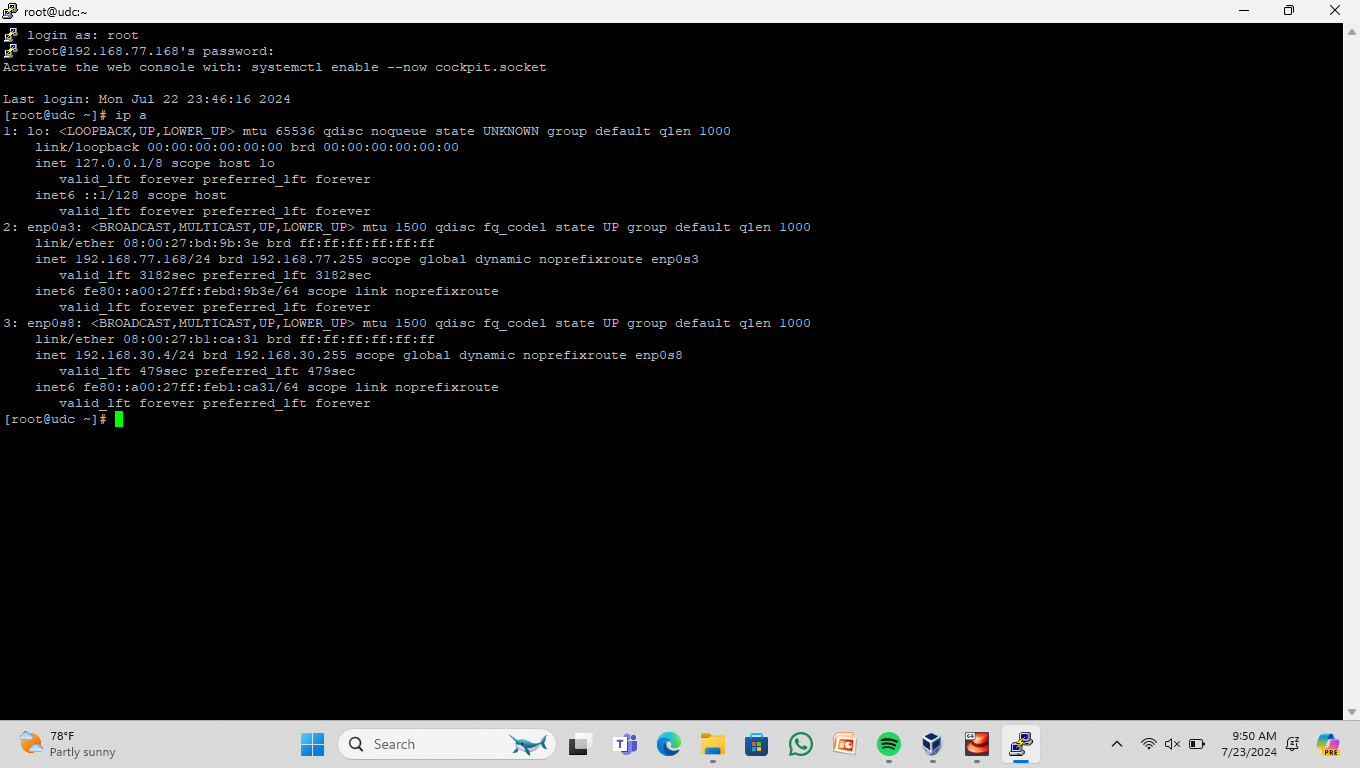 root@udc:~
login as: root
root@192.168.77.168's password:
Activate the web console with: systemctl enable --now cockpit.socket
Last login: Mon Jul 22 23:46:16 2024
[root@udc ~]# ip a
1: lo: <LOOPBACK,UP,LOWER_UP> mtu 65536 qdisc noqueue state UNKNOWN group default qlen 1000
    link/loopback 00:00:00:00:00:00 brd 00:00:00:00:00:00
    inet 127.0.0.1/8 scope host lo
       valid_lft forever preferred_lft forever
    inet6 ::1/128 scope host
       valid_lft forever preferred_lft forever
2: enp0s3: <BROADCAST,MULTICAST,UP,LOWER_UP> mtu 1500 qdisc fq_codel state UP group default qlen 1000
    link/ether 08:00:27:bd:9b:3e brd ff:ff:ff:ff:ff:ff
    inet 192.168.77.168/24 brd 192.168.77.255 scope global dynamic noprefixroute enp0s3
       valid_lft 3182sec preferred_lft 3182sec
    inet6 fe80::a00:27ff:febd:9b3e/64 scope link noprefixroute
       valid_lft forever preferred_lft forever
3: enp0s8: <BROADCAST,MULTICAST,UP,LOWER_UP> mtu 1500 qdisc fq_codel state UP group default qlen 1000
    link/ether 08:00:27:b1:ca:31 brd ff:ff:ff:ff:ff:ff
    inet 192.168.30.4/24 brd 192.168.30.255 scope global dynamic noprefixroute enp0s8
       valid_lft 479sec preferred_lft 479sec
    inet6 fe80::a00:27ff:feb1:ca31/64 scope link noprefixroute
       valid_lft forever preferred_lft forever
[root@udc ~]#
78°F
Partly sunny
Search
64
9:50 AM
7/23/2024
PRE